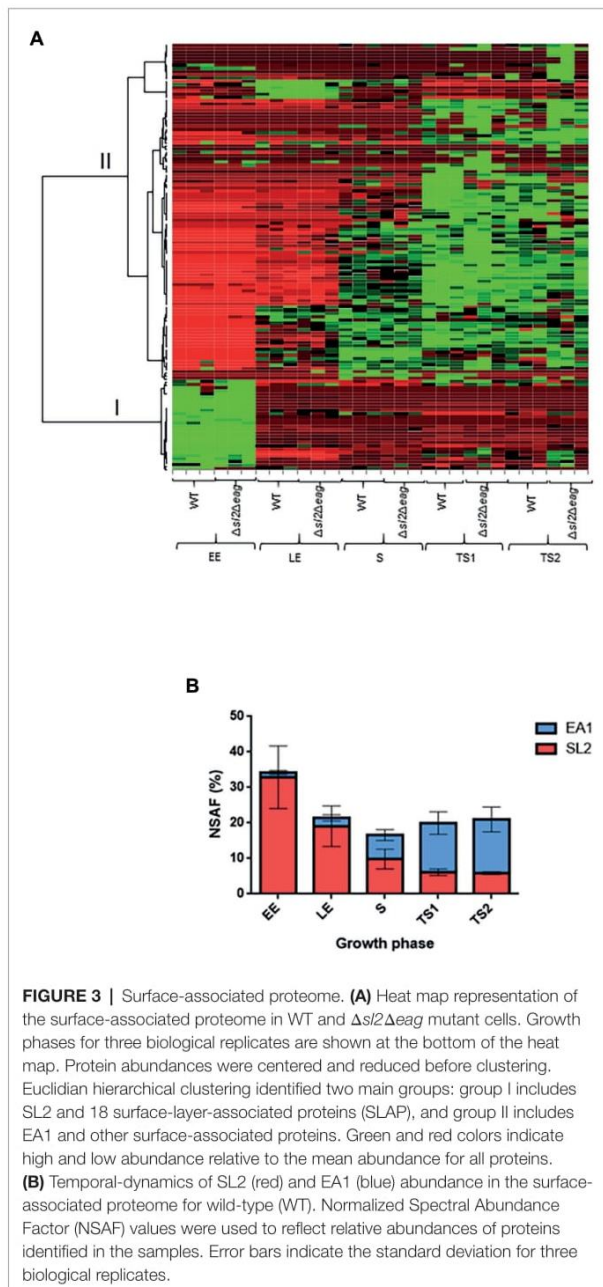 A
II
I
WT
Δsl2Δeag
WT
Δsl2Δeag
WT
Δsl2Δeag
WT
Δsl2Δeag
WT
Δsl2Δeag
EE
LE
S
TS1
TS2
B
50
40
30
20
10
0
NSAF (%)
EA1
SL2
EE
LE
S
TS1
TS2
Growth phase
FIGURE 3 | Surface-associated proteome. (A) Heat map representation of
the surface-associated proteome in WT and Δsl2Δeag mutant cells. Growth
phases for three biological replicates are shown at the bottom of the heat
map. Protein abundances were centered and reduced before clustering.
Euclidian hierarchical clustering identified two main groups: group I includes
SL2 and 18 surface-layer-associated proteins (SLAP), and group II includes
EA1 and other surface-associated proteins. Green and red colors indicate
high and low abundance relative to the mean abundance for all proteins.
(B) Temporal-dynamics of SL2 (red) and EA1 (blue) abundance in the surface-
associated proteome for wild-type (WT). Normalized Spectral Abundance
Factor (NSAF) values were used to reflect relative abundances of proteins
identified in the samples. Error bars indicate the standard deviation for three
biological replicates.